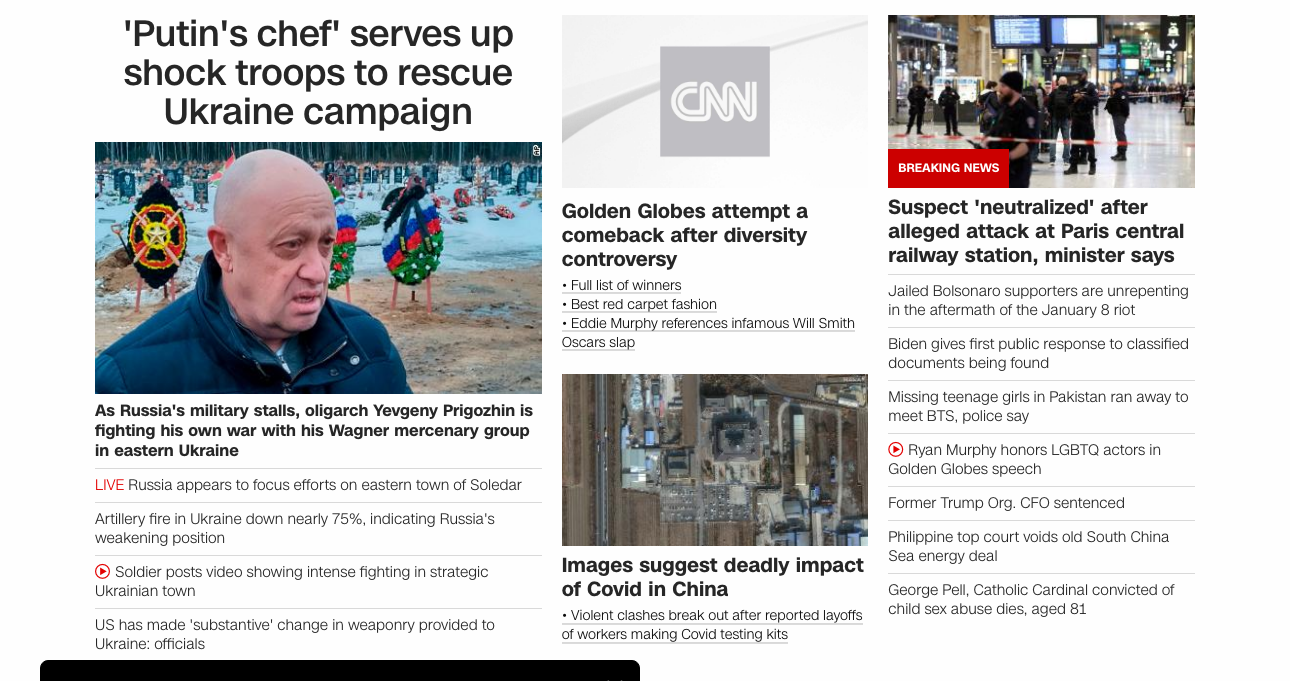 'Putin's chef' serves up
shock troops to rescue
Ukraine campaign
AP
As Russia's military stalls, oligarch Yevgeny Prigozhin is
fighting his own war with his Wagner mercenary group
in eastern Ukraine
LIVE Russia appears to focus efforts on eastern town of Soledar
Artillery fire in Ukraine down nearly 75%, indicating Russia's
weakening position
Soldier posts video showing intense fighting in strategic
Ukrainian town
US has made 'substantive' change in weaponry provided to
Ukraine: officials
CNN
Golden Globes attempt a
comeback after diversity
controversy
• Full list of winners
• Best red carpet fashion
• Eddie Murphy references infamous Will Smith
Oscars slap
Images suggest deadly impact
of Covid in China
• Violent clashes break out after reported layoffs
of workers making Covid testing kits
BREAKING NEWS
Suspect 'neutralized' after
alleged attack at Paris central
railway station, minister says
Jailed Bolsonaro supporters are unrepenting
in the aftermath of the January 8 riot
Biden gives first public response to classified
documents being found
Missing teenage girls in Pakistan ran away to
meet BTS, police say
Ryan Murphy honors LGBTQ actors in
Golden Globes speech
Former Trump Org. CFO sentenced
Philippine top court voids old South China
Sea energy deal
George Pell, Catholic Cardinal convicted of
child sex abuse dies, aged 81